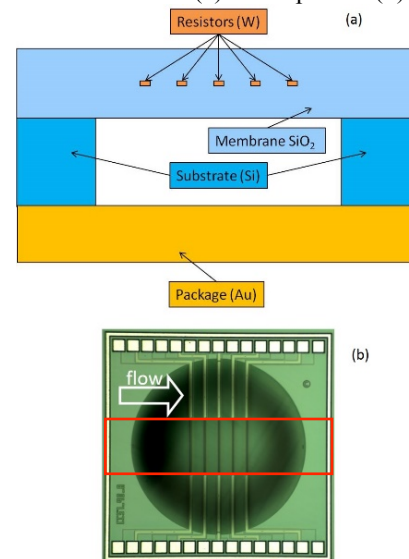 Resistors (W)
(a)
Membrane SiO₂
Substrate (Si)
Package (Au)
(b)
flow